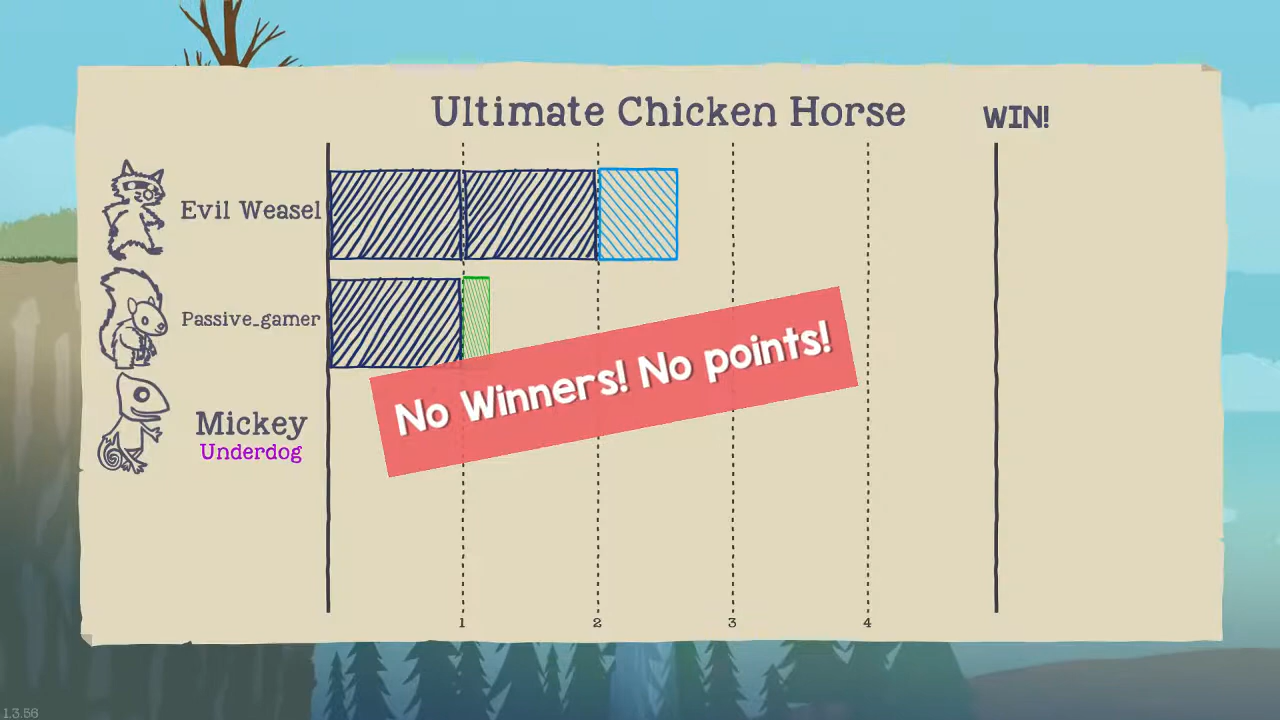 Ultimate Chicken Horse
WIN!
Evil Weasel
Passive_gamer
No Winners! No points!
Mickey
Underdog
1 2 3 4
1.3.56